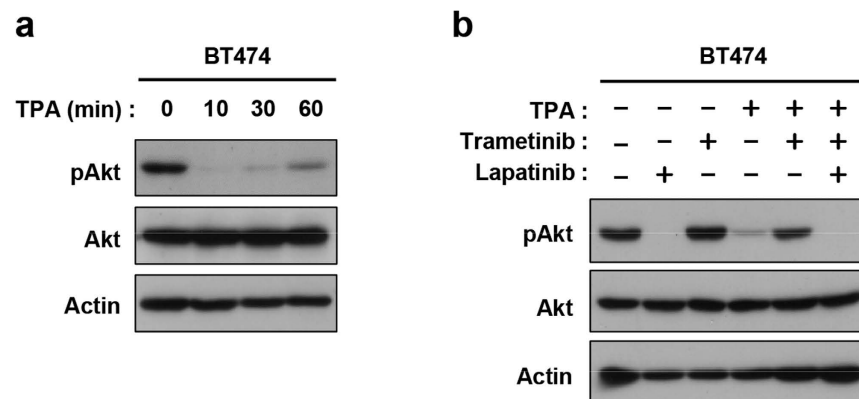 a
BT474
TPA (min) : 0 10 30 60
pAkt
Akt
Actin
b
BT474
TPA : – – – + + +
Trametinib : – – + – + +
Lapatinib : – + – – – +
pAkt
Akt
Actin